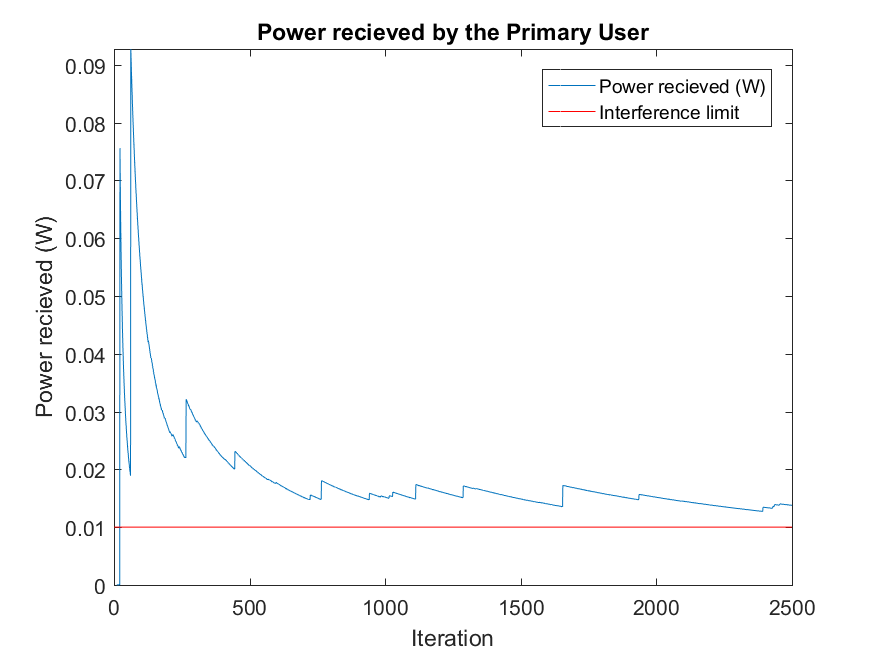 Power recieved by the Primary User
Power recieved (W)
Interference limit
0.09
0.08
0.07
0.06
0.05
0.04
0.03
0.02
0.01
0
Power recieved (W)
0 500 1000 1500 2000 2500
Iteration